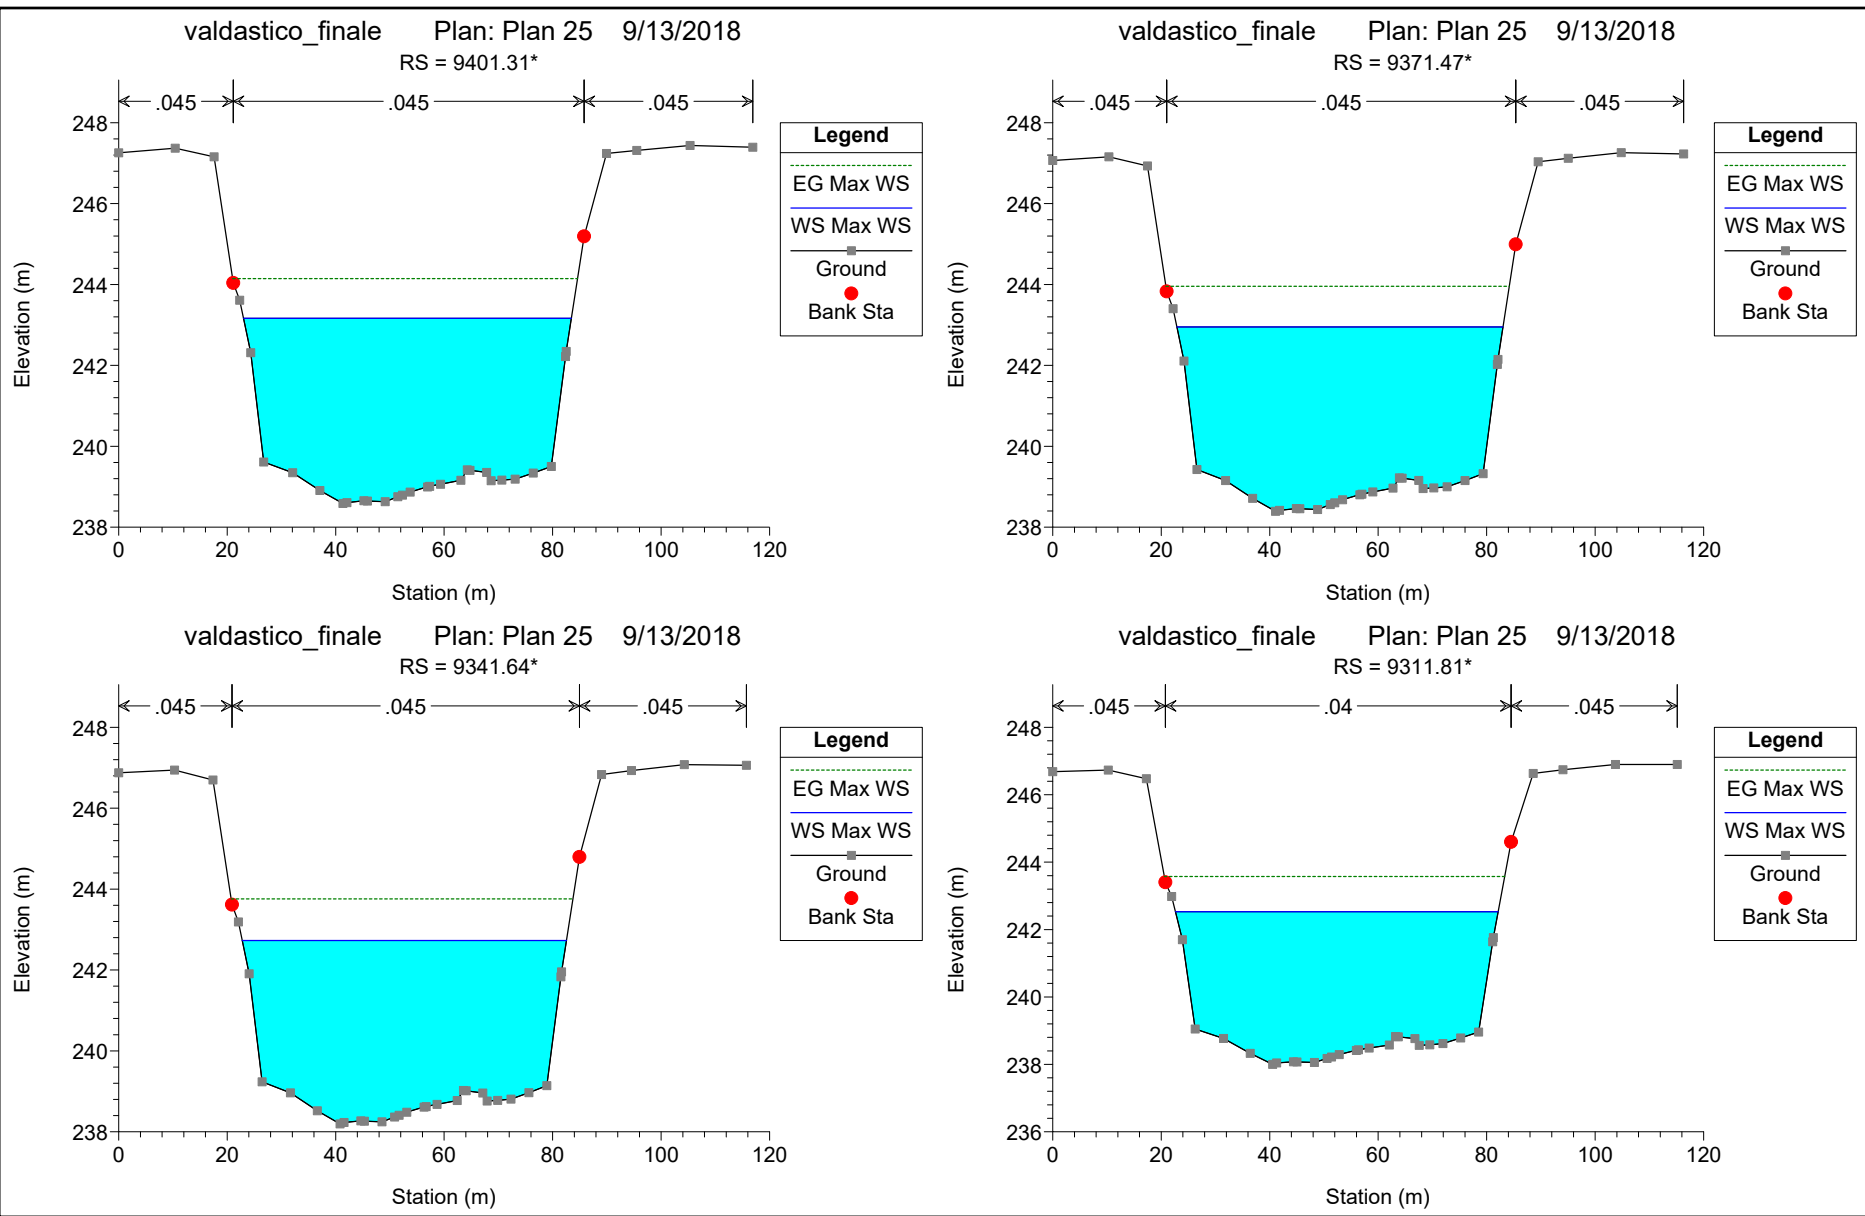 valdastico_finale Plan: Plan 25 9/13/2018
RS = 9401.31*
.045 .045 .045
248
246
244
242
240
238
0 20 40 60 80 100 120
Elevation (m)
Station (m)
Legend
EG Max WS
WS Max WS
Ground
Bank Sta
valdastico_finale Plan: Plan 25 9/13/2018
RS = 9371.47*
.045 .045 .045
248
246
244
242
240
238
0 20 40 60 80 100 120
Elevation (m)
Station (m)
Legend
EG Max WS
WS Max WS
Ground
Bank Sta
valdastico_finale Plan: Plan 25 9/13/2018
RS = 9341.64*
.045 .045 .045
248
246
244
242
240
238
0 20 40 60 80 100 120
Elevation (m)
Station (m)
Legend
EG Max WS
WS Max WS
Ground
Bank Sta
valdastico_finale Plan: Plan 25 9/13/2018
RS = 9311.81*
.045 .04 .045
248
246
244
242
240
238
236
0 20 40 60 80 100 120
Elevation (m)
Station (m)
Legend
EG Max WS
WS Max WS
Ground
Bank Sta